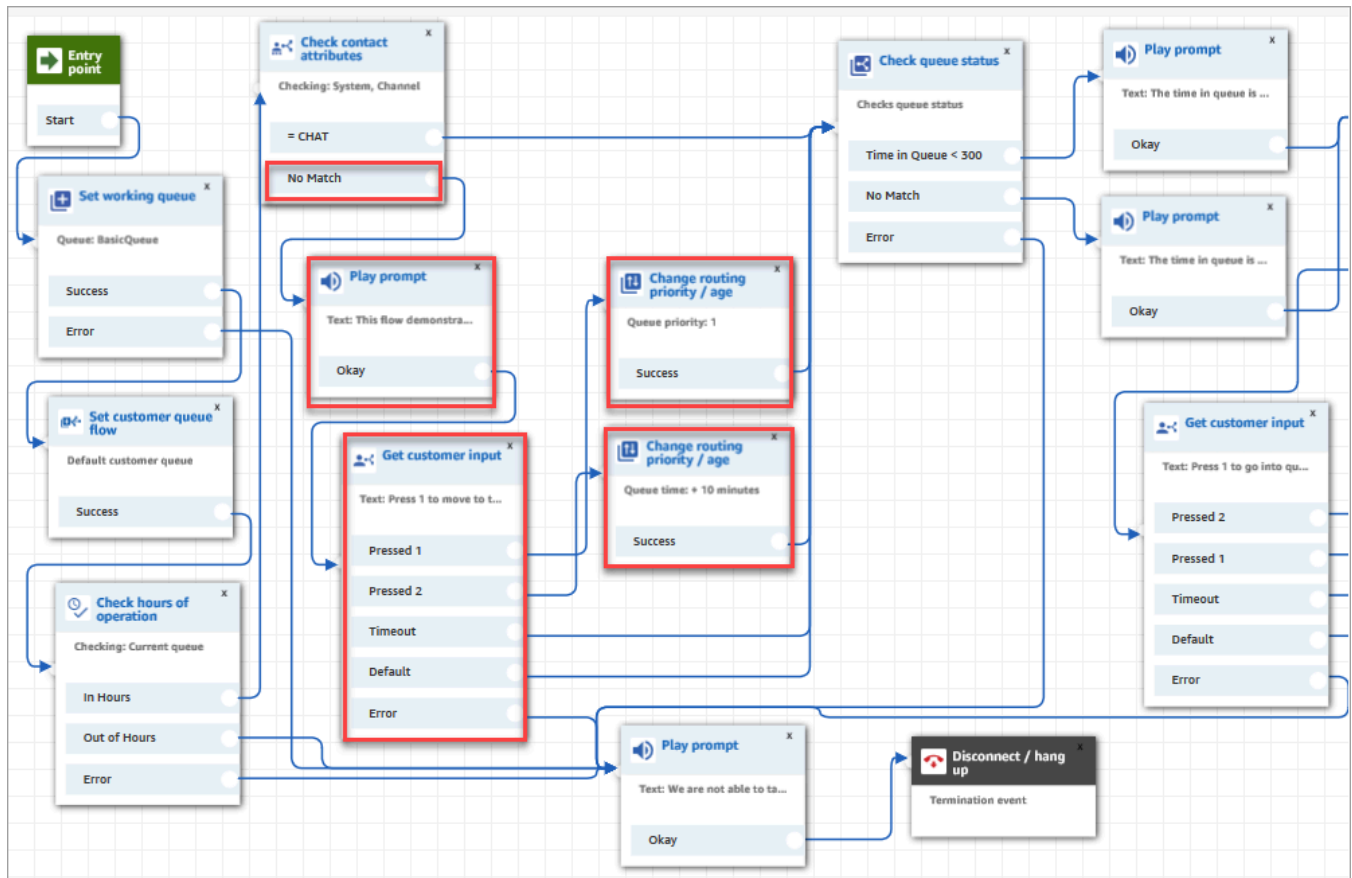 Entry
point
Start
x
Set working queue
Queue: BasicQueue
Success
Error
x
Set customer queue
flow
Default customer queue
Success
x
Check hours of
operation
Checking: Current queue
In Hours
Out of Hours
Error
x
Check contact
attributes
Checking: System, Channel
= CHAT
No Match
x
Play prompt
Text: This flow demonstra...
Okay
x
Get customer input
Text: Press 1 to move to t...
Pressed 1
Pressed 2
Timeout
Default
Error
x
Change routing
priority / age
Queue priority: 1
Success
x
Change routing
priority / age
Queue time: + 10 minutes
Success
x
Play prompt
Text: We are not able to ta...
Okay
x
Check queue status
Checks queue status
Time in Queue < 300
No Match
Error
x
Disconnect / hang
up
Termination event
x
Play prompt
Text: The time in queue is ...
Okay
x
Play prompt
Text: The time in queue is ...
Okay
x
Get customer input
Text: Press 1 to go into qu...
Pressed 2
Pressed 1
Timeout
Default
Error